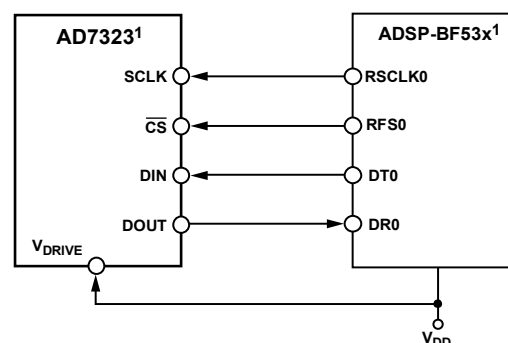 AD7323¹
ADSP-BF53x¹
SCLK
RSCLK0
CS
RFS0
DIN
DT0
DOUT
DR0
VDRIVE
VDD